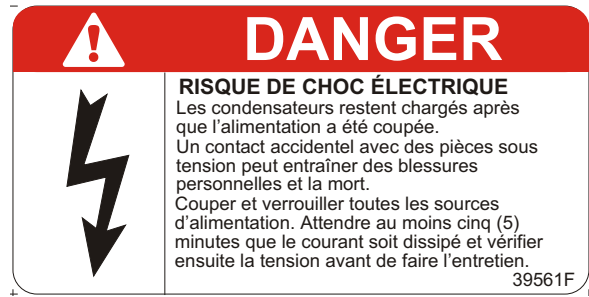 DANGER
RISQUE DE CHOC ÉLECTRIQUE
Les condensateurs restent chargés après
que l'alimentation a été coupée.
Un contact accidentel avec des pièces sous
tension peut entraîner des blessures
personnelles et la mort.
Couper et verrouiller toutes les sources
d'alimentation. Attendre au moins cinq (5)
minutes que le courant soit dissipé et vérifier
ensuite la tension avant de faire l'entretien.
39561F